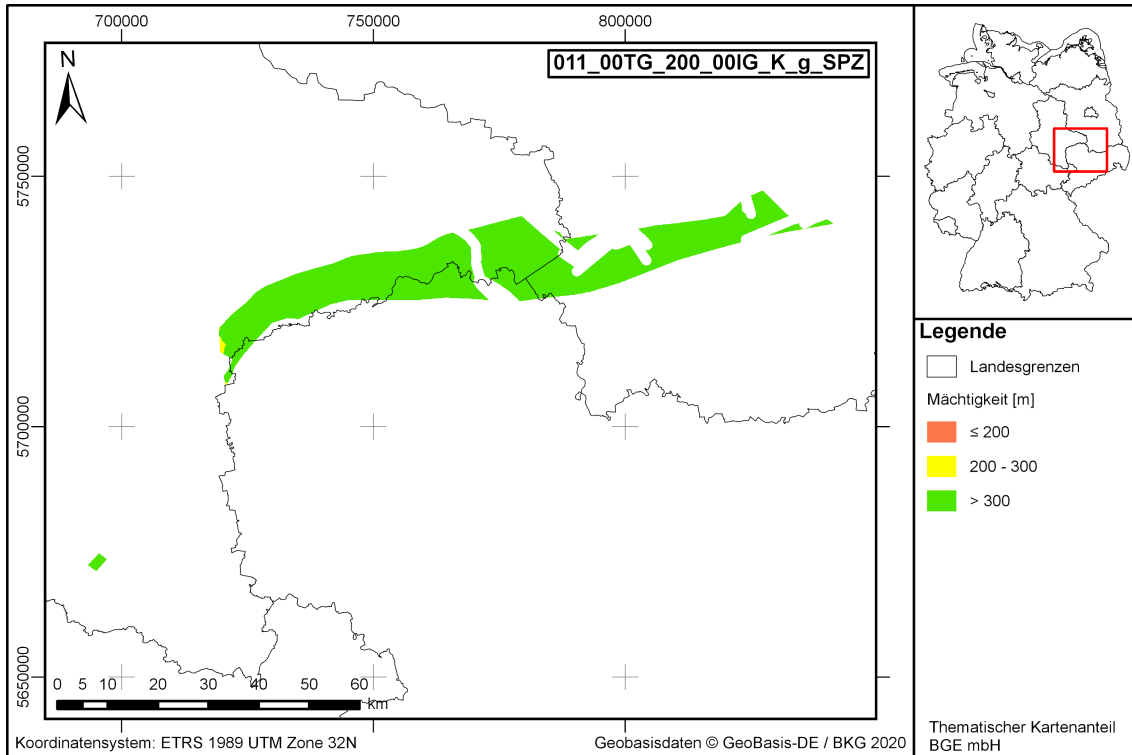 700000 750000 800000
011_00TG_200_00IG_K_g_SPZ
N
5750000
5700000
5650000
0 5 10 20 30 40 50 60
km
Koordinatensystem: ETRS 1989 UTM Zone 32N
Geobasisdaten © GeoBasis-DE / BKG 2020
Legende
Landesgrenzen
Mächtigkeit [m]
≤ 200
200 - 300
> 300
Thematischer Kartenanteil
BGE mbH